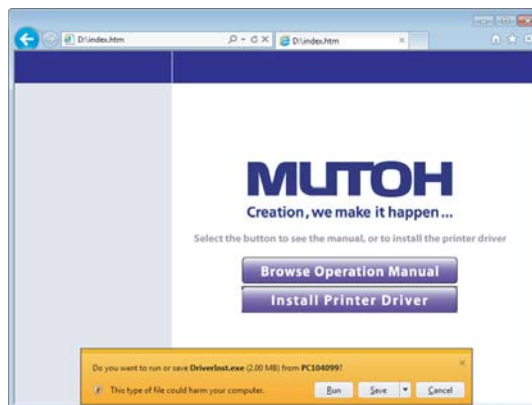 D:\index.htm
D:\index.htm
MUTOH
Creation, we make it happen...
Select the button to see the manual, or to install the printer driver
Browse Operation Manual
Install Printer Driver
Do you want to run or save DriverInst.exe (2.00 MB) from PC104099?
This type of file could harm your computer.
Run
Save
Cancel